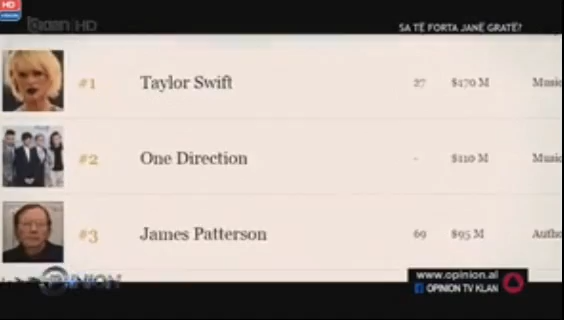 HD
klan HD
SA TË FORTA JANË GRATË?
#1 Taylor Swift 27 $170 M Music
#2 One Direction - $110 M Music
#3 James Patterson 69 $95 M Autho
OPINION
www.opinion.al
OPINION TV KLAN